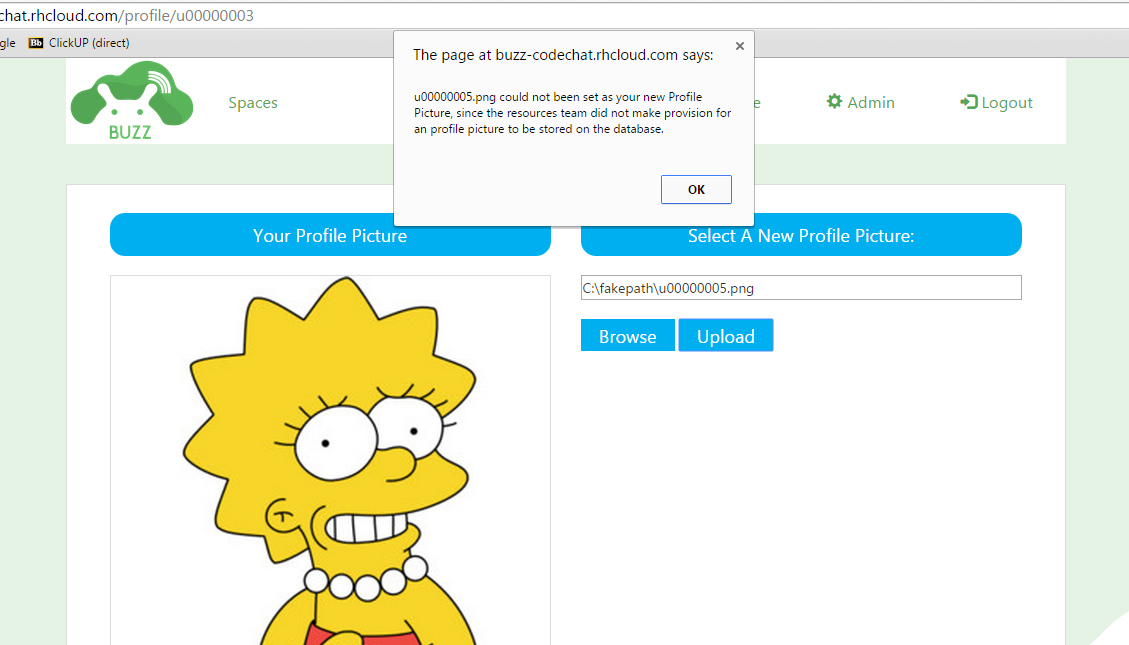 chat.rhcloud.com/profile/u00000003
gle Bb ClickUP (direct)
The page at buzz-codechat.rhcloud.com says:
u00000005.png could not been set as your new Profile
Picture, since the resources team did not make provision for
an profile picture to be stored on the database.
OK
BUZZ
Spaces
e
Admin
Logout
Your Profile Picture
Select A New Profile Picture:
C:\fakepath\u00000005.png
Browse Upload